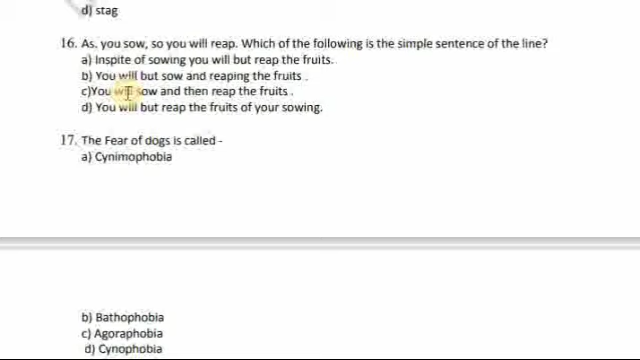 d) stag
16. As, you sow, so you will reap. Which of the following is the simple sentence of the line?
a) Inspite of sowing you will but reap the fruits.
b) You will but sow and reaping the fruits .
c)You will sow and then reap the fruits .
d) You will but reap the fruits of your sowing.
17. The Fear of dogs is called -
a) Cynimophobia
b) Bathophobia
c) Agoraphobia
d) Cynophobia